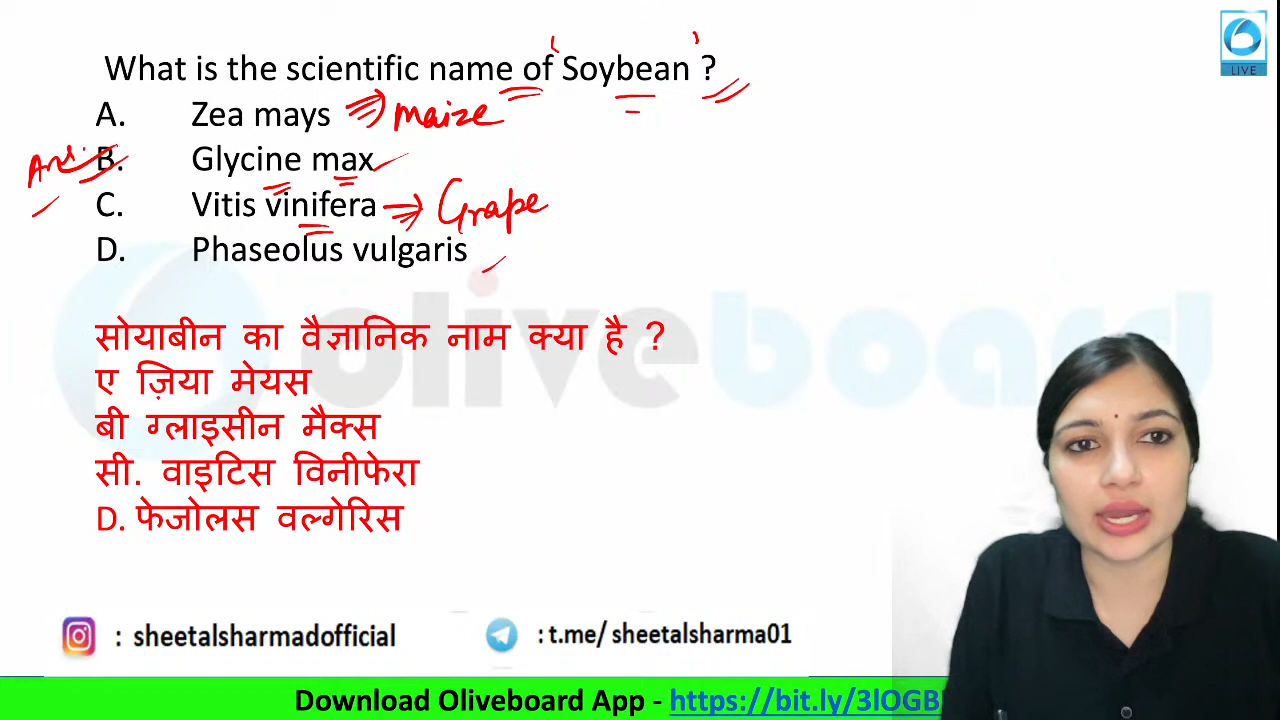 What is the scientific name of 'Soybean'?
A. Zea mays ⇒ maize
Ans. B. Glycine max
C. Vitis vinifera ⇒ Grape
D. Phaseolus vulgaris
oliveboard
सोयाबीन का वैज्ञानिक नाम क्या है ?
ए ज़िया मेयस
बी ग्लाइसीन मैक्स
सी. वाइटिस विनीफेरा
D. फेजोलस वल्गेरिस
LIVE
: sheetalsharmadofficial
: t.me/ sheetalsharma01
Download Oliveboard App - https://bit.ly/3lOGB